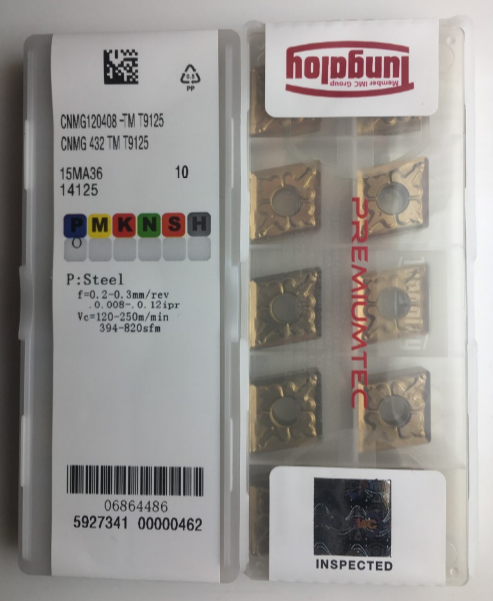 PP
CNMG120408 -TM T9125
CNMG 432 TM T9125
15MA36 10
14125
P M K N S H
O
P:Steel
f=0.2-0.3mm/rev
.0.008-.0.12ipr
Vc=120-250m/min
394-820sfm
06864486
5927341 00000462
Tungaloy
Member IMC Group
PREMIUMTEC
INSPECTED